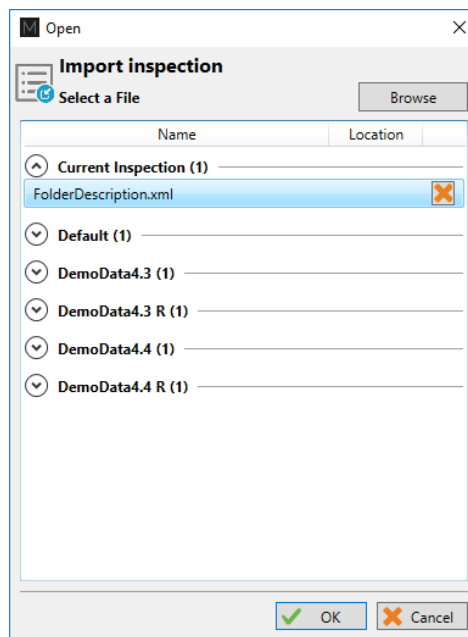 M Open
Import inspection
Select a File
Browse
Name Location
Current Inspection (1)
FolderDescription.xml
Default (1)
DemoData4.3 (1)
DemoData4.3 R (1)
DemoData4.4 (1)
DemoData4.4 R (1)
OK Cancel